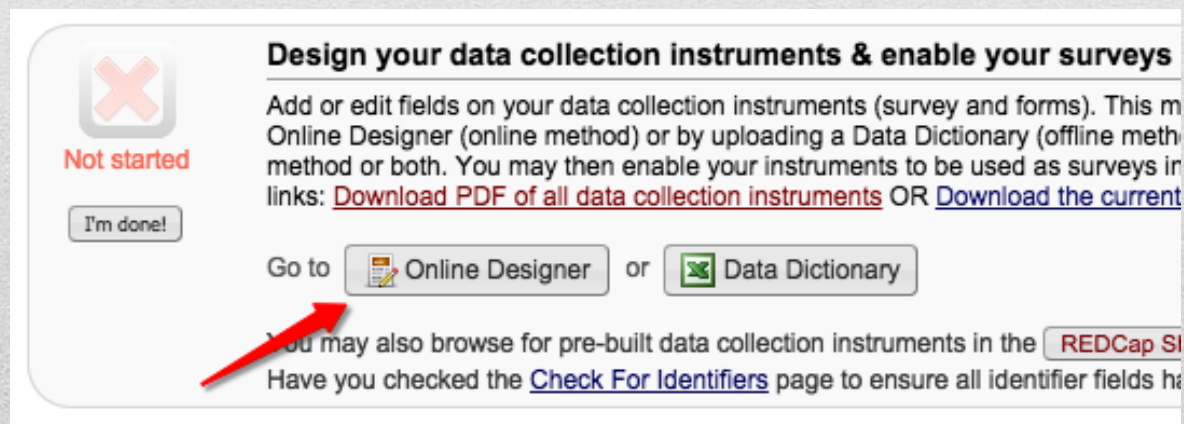 Design your data collection instruments & enable your surveys
Add or edit fields on your data collection instruments (survey and forms). This m
Not started
Online Designer (online method) or by uploading a Data Dictionary (offline meth
method or both. You may then enable your instruments to be used as surveys in
links: Download PDF of all data collection instruments OR Download the current
I'm done!
Go to Online Designer or Data Dictionary
You may also browse for pre-built data collection instruments in the REDCap
Have you checked the Check For Identifiers page to ensure all identifier fields